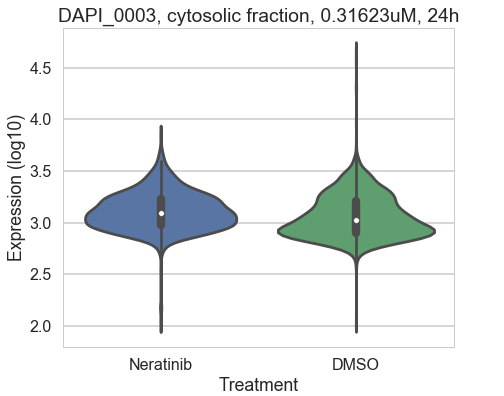 DAPI_0003, cytosolic fraction, 0.31623uM, 24h
Expression (log10)
4.5
4.0
3.5
3.0
2.5
2.0
Neratinib DMSO
Treatment